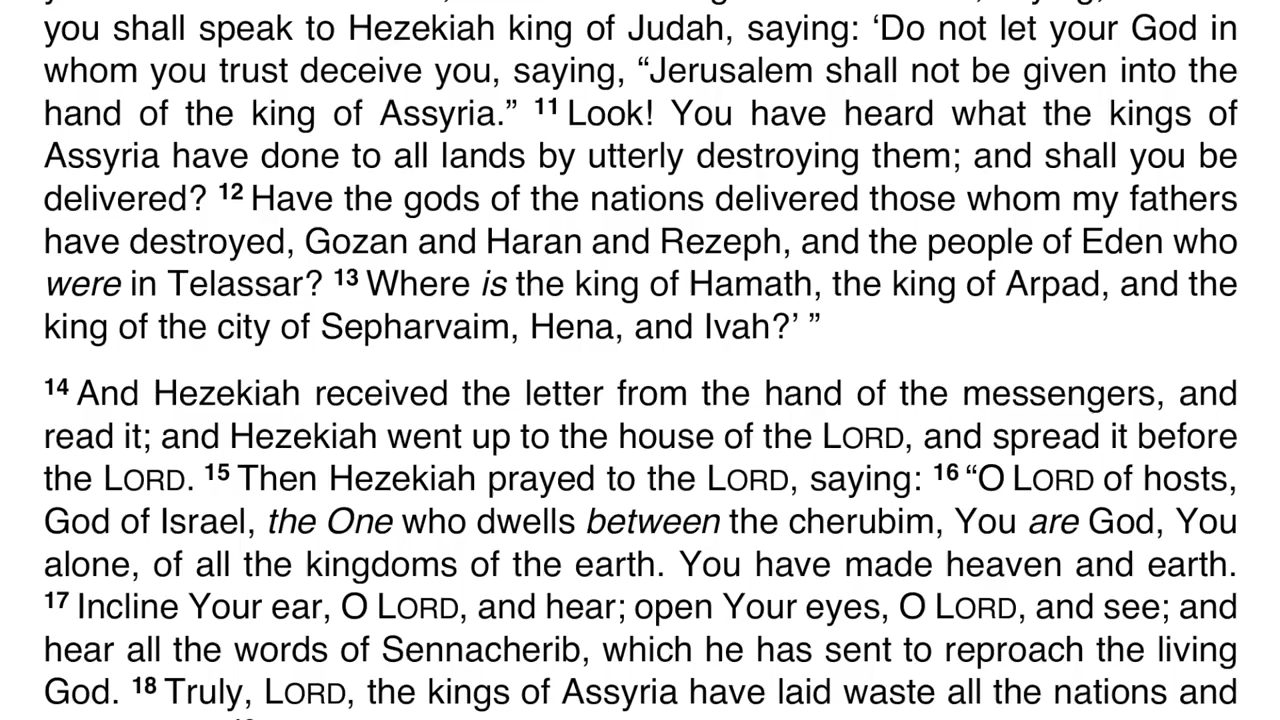 you shall speak to Hezekiah king of Judah, saying: ‘Do not let your God in
whom you trust deceive you, saying, “Jerusalem shall not be given into the
hand of the king of Assyria.” 11 Look! You have heard what the kings of
Assyria have done to all lands by utterly destroying them; and shall you be
delivered? 12 Have the gods of the nations delivered those whom my fathers
have destroyed, Gozan and Haran and Rezeph, and the people of Eden who
were in Telassar? 13 Where is the king of Hamath, the king of Arpad, and the
king of the city of Sepharvaim, Hena, and Ivah?’ ”
14 And Hezekiah received the letter from the hand of the messengers, and
read it; and Hezekiah went up to the house of the LORD, and spread it before
the LORD. 15 Then Hezekiah prayed to the LORD, saying: 16 “O LORD of hosts,
God of Israel, the One who dwells between the cherubim, You are God, You
alone, of all the kingdoms of the earth. You have made heaven and earth.
17 Incline Your ear, O LORD, and hear; open Your eyes, O LORD, and see; and
hear all the words of Sennacherib, which he has sent to reproach the living
God. 18 Truly, LORD, the kings of Assyria have laid waste all the nations and